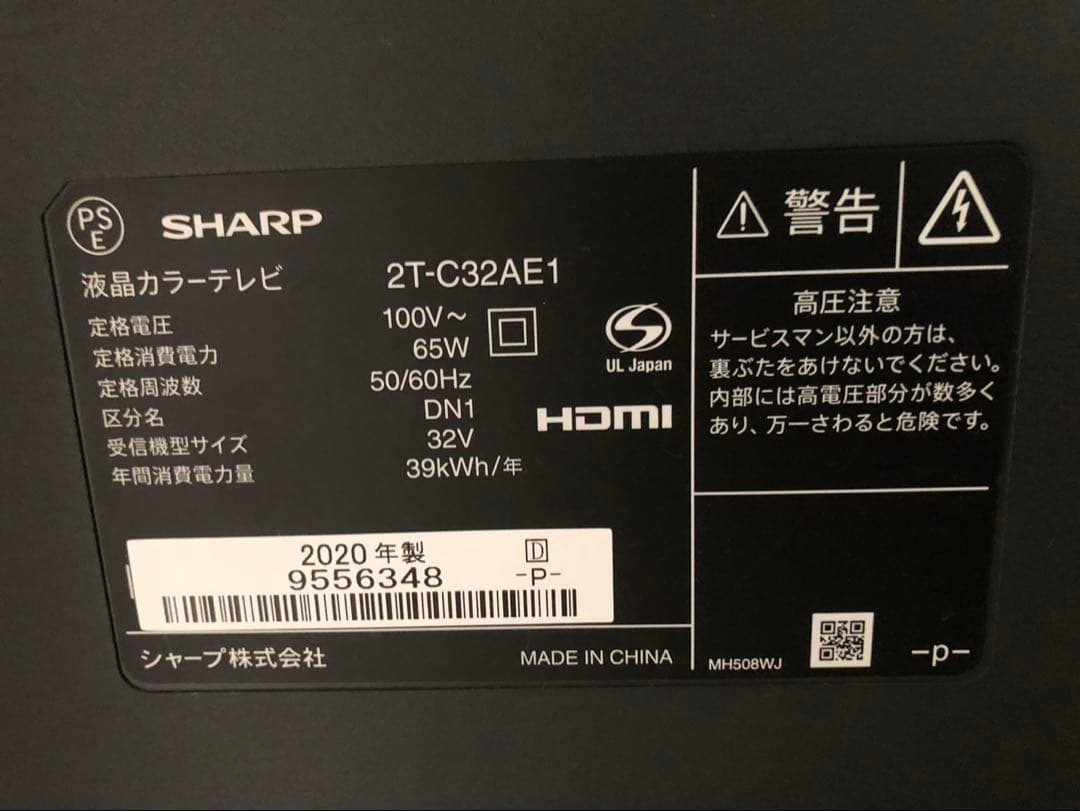 PS
E
SHARP
液晶カラーテレビ 2T-C32AE1
定格電圧 100V～
定格消費電力 65W
定格周波数 50/60Hz
区分名 DN1
受信機型サイズ 32V
年間消費電力量 39kWh/年
UL Japan
HDMI
2020 年製 D
9556348 -P-
シャープ株式会社 MADE IN CHINA
警告
高圧注意
サービスマン以外の方は、
裏ぶたをあけないでください。
内部には高電圧部分が数多く
あり、万一さわると危険です。
MH508WJ -p-